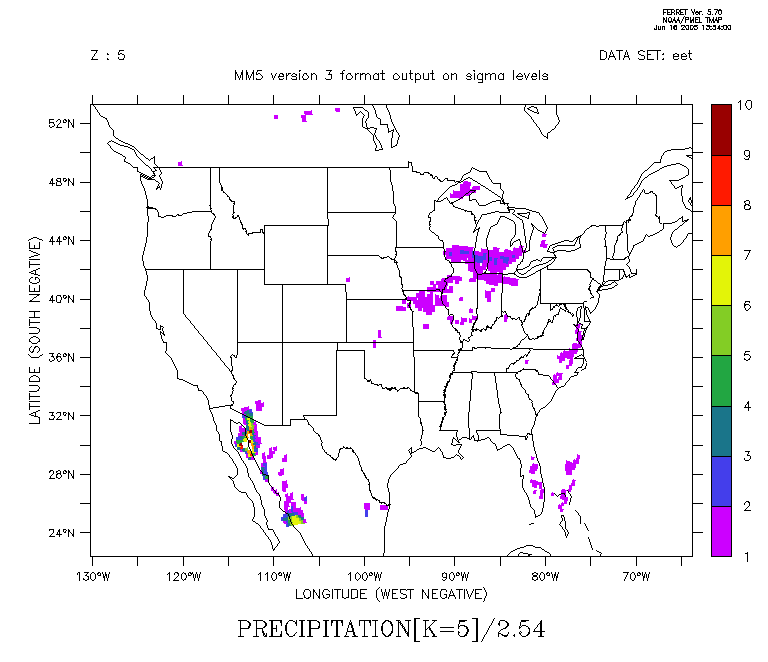 FERRET Ver. 5.70
NOAA/PMEL TMAP
Jun 16 2005 13:54:00
Z : 5
DATA SET: eet
MM5 version 3 format output on sigma levels
52°N
48°N
44°N
40°N
36°N
32°N
28°N
24°N
LATITUDE (SOUTH NEGATIVE)
130°W 120°W 110°W 100°W 90°W 80°W 70°W
LONGITUDE (WEST NEGATIVE)
10
9
8
7
6
5
4
3
2
1
PRECIPITATION[K=5]/2.54